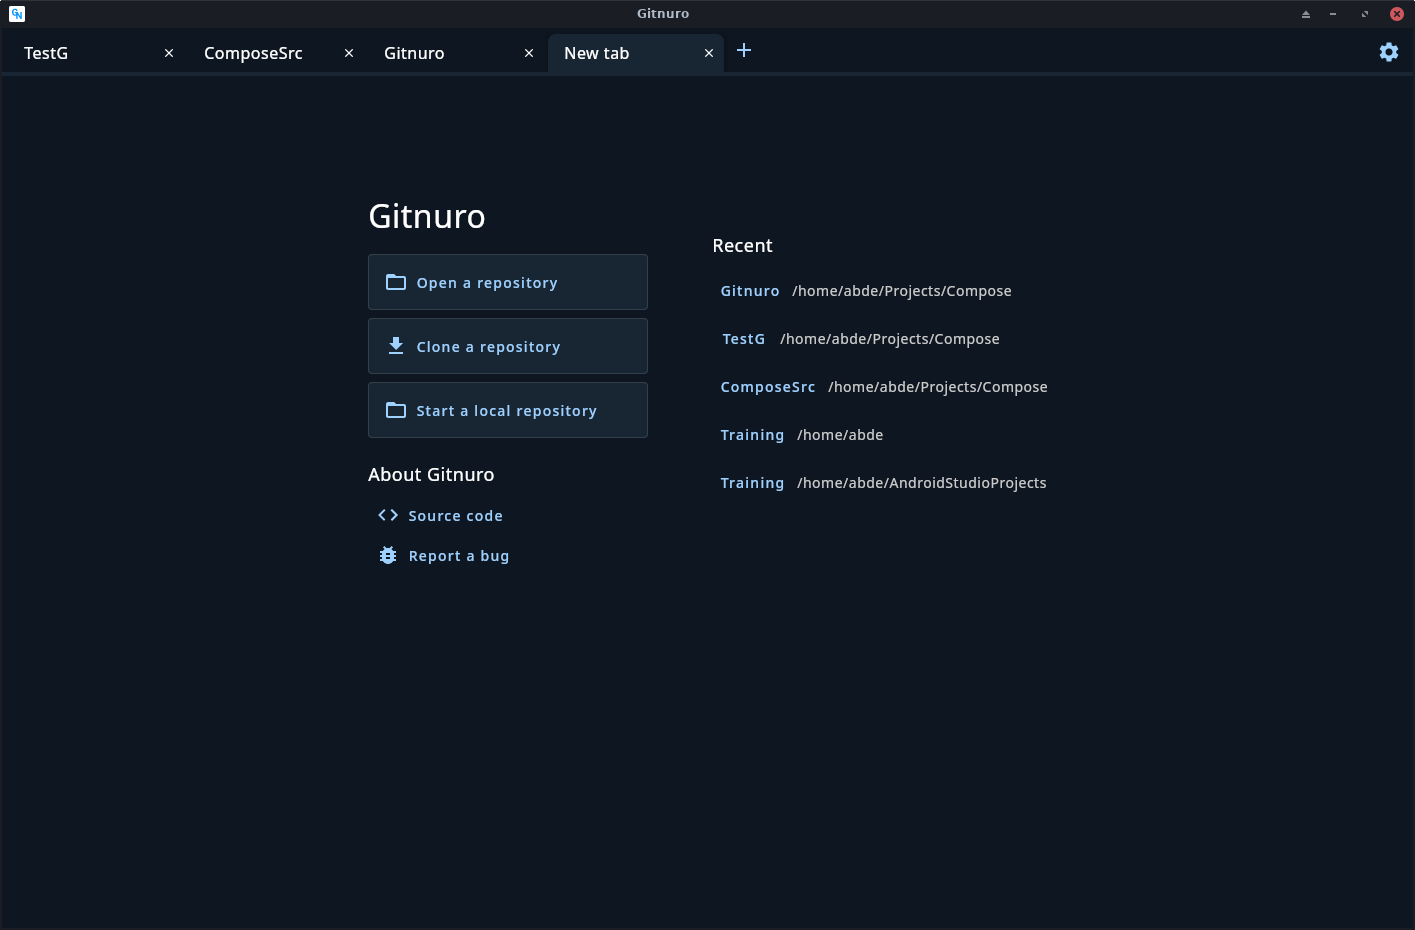 Gitnuro
TestG
ComposeSrc
Gitnuro
New tab
Gitnuro
Open a repository
Clone a repository
Start a local repository
About Gitnuro
Source code
Report a bug
Recent
Gitnuro /home/abde/Projects/Compose
TestG /home/abde/Projects/Compose
ComposeSrc /home/abde/Projects/Compose
Training /home/abde
Training /home/abde/AndroidStudioProjects